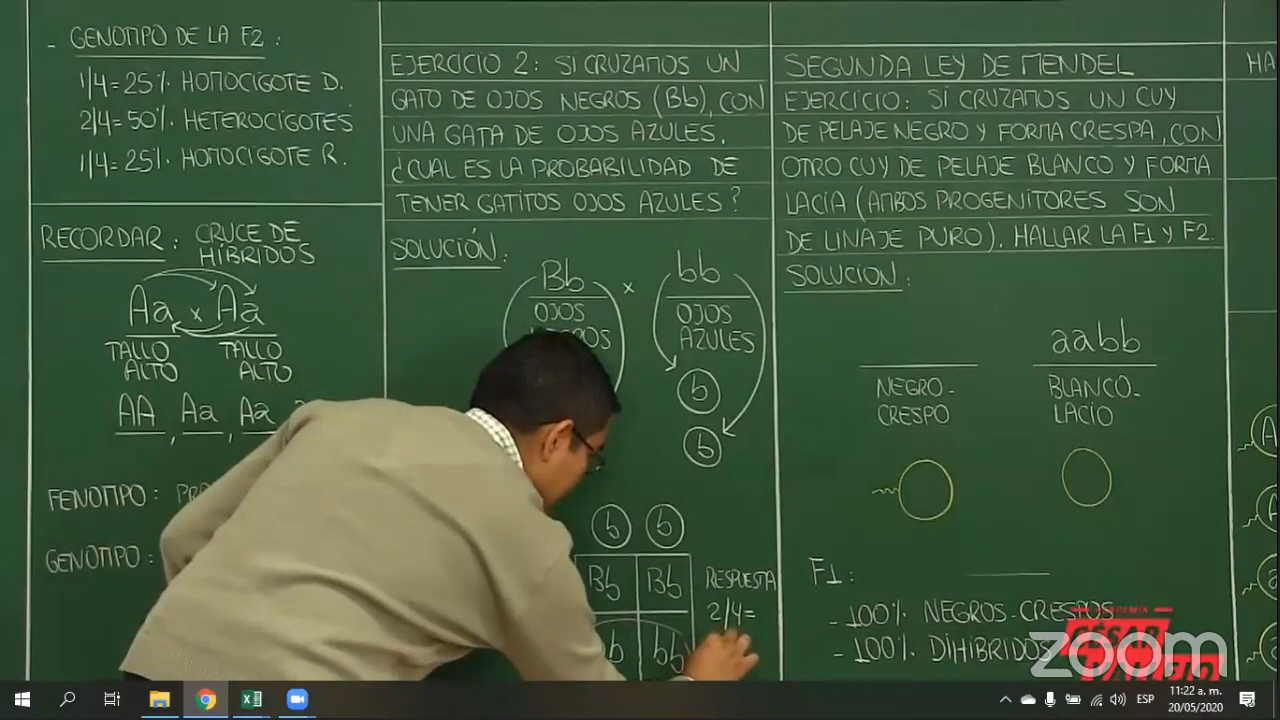 - GENOTIPO DE LA F2 :
1/4 = 25% HOMOCIGOTE D.
2/4 = 50% HETEROCIGOTES
1/4 = 25% HOMOCIGOTE R.
RECORDAR : CRUCE DE
HÍBRIDOS
Aa x Aa
TALLO TALLO
ALTO ALTO
AA , Aa , Aa
FENOTIPO :
GENOTIPO :
EJERCICIO 2 : SI CRUZAMOS UN
GATO DE OJOS NEGROS (Bb), CON
UNA GATA DE OJOS AZULES.
¿CUAL ES LA PROBABILIDAD DE
TENER GATITOS OJOS AZULES ?
SOLUCIÓN :
Bb x bb
OJOS OJOS
AZULES
b
b
b b
Bb Bb
bb
RESPUESTA
2/4=
SEGUNDA LEY DE MENDEL
EJERCICIO : SI CRUZAMOS UN CUY
DE PELAJE NEGRO Y FORMA CRESPA, CON
OTRO CUY DE PELAJE BLANCO Y FORMA
LACIA (AMBOS PROGENITORES SON
DE LINAJE PURO). HALLAR LA F1 Y F2.
SOLUCION :
aabb
NEGRO - BLANCO -
CRESPO LACIO
F1 :
- 100% NEGROS-CRESPOS
- 100% DIHIBRIDOS
HA
ACADEMIA
CESAR
VALLEJO
zoom
ESP
11:22 a. m.
20/05/2020